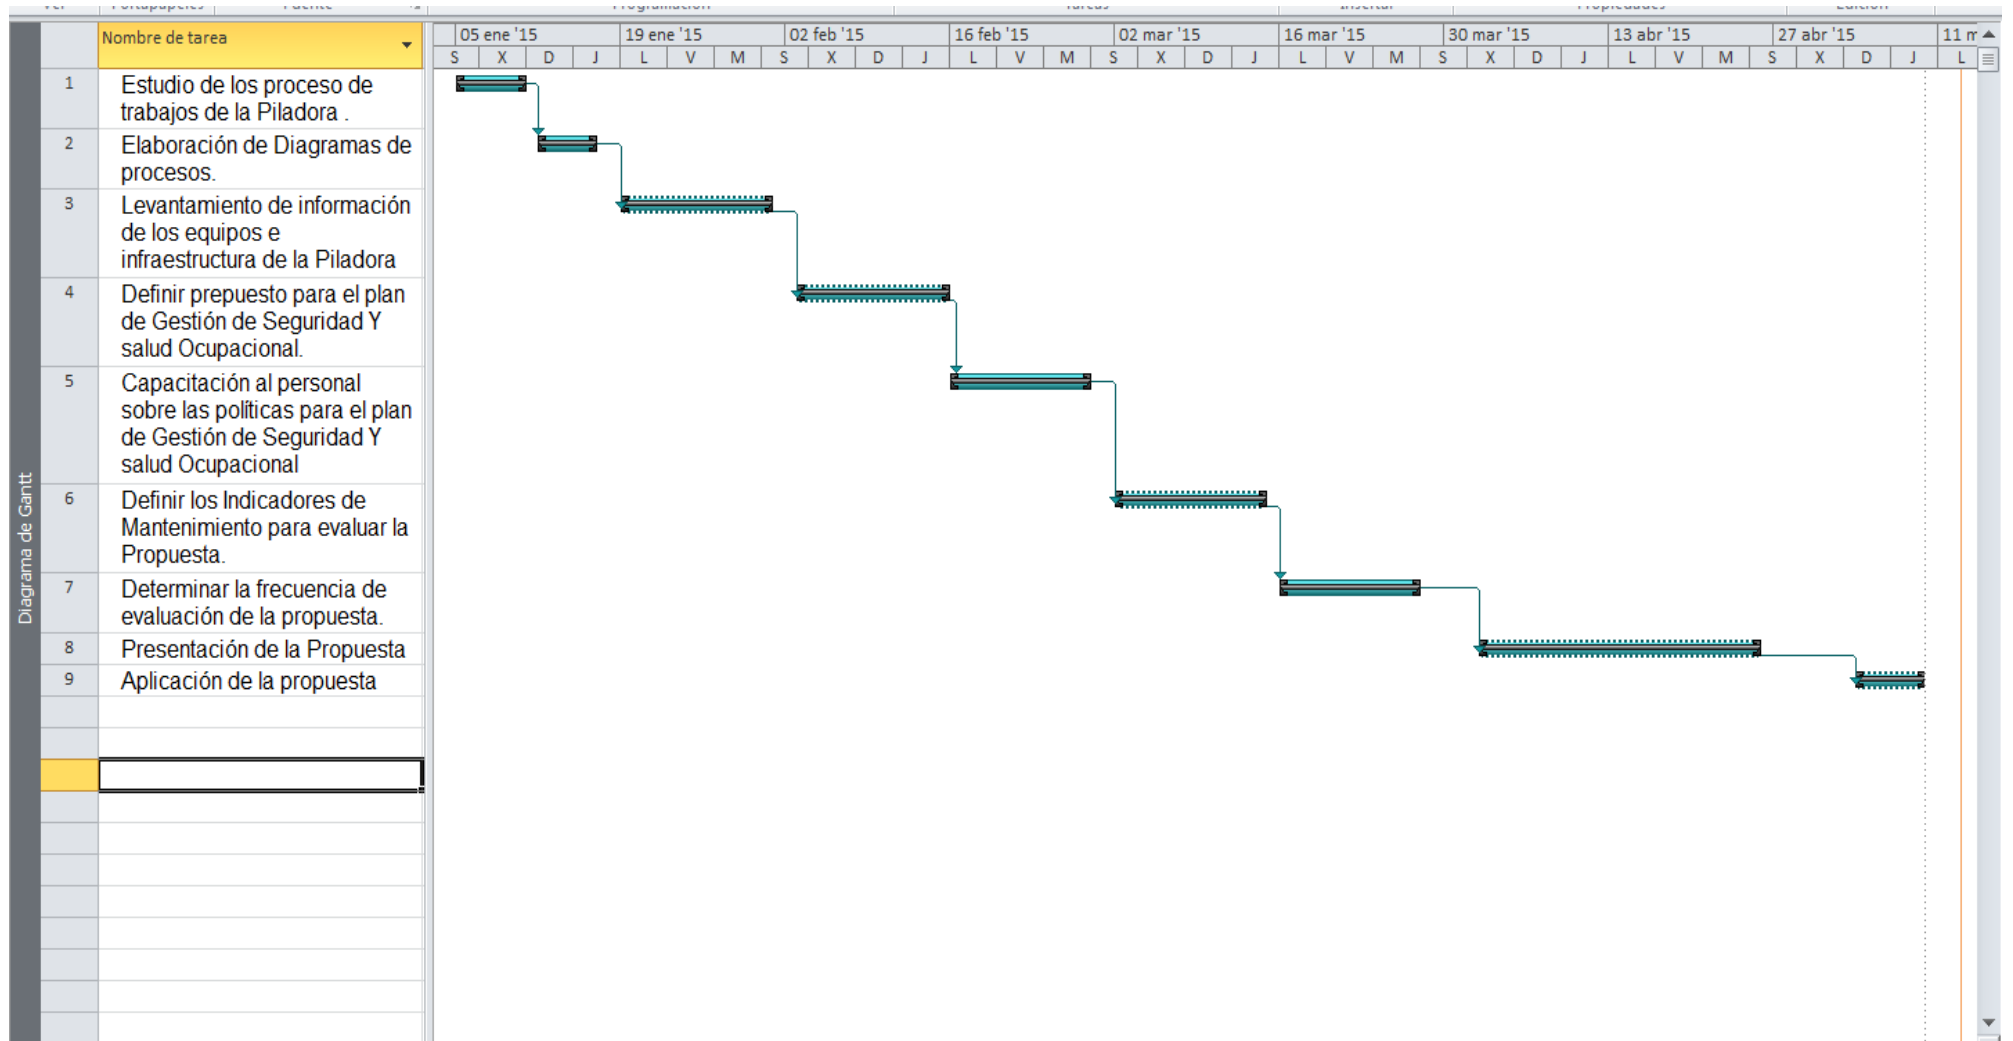 Nombre de tarea
05 ene '15 19 ene '15 02 feb '15 16 feb '15 02 mar '15 16 mar '15 30 mar '15 13 abr '15 27 abr '15 11
S X D J L V M S X D J L V M S X D J L V M S X D J L V M S X D J L
1 Estudio de los proceso de
trabajos de la Piladora .
2 Elaboración de Diagramas de
procesos.
3 Levantamiento de información
de los equipos e
infraestructura de la Piladora
4 Definir prepuesto para el plan
de Gestión de Seguridad Y
salud Ocupacional.
5 Capacitación al personal
sobre las políticas para el plan
de Gestión de Seguridad Y
salud Ocupacional
6 Definir los Indicadores de
Mantenimiento para evaluar la
Propuesta.
7 Determinar la frecuencia de
evaluación de la propuesta.
8 Presentación de la Propuesta
9 Aplicación de la propuesta
Diagrama de Gantt